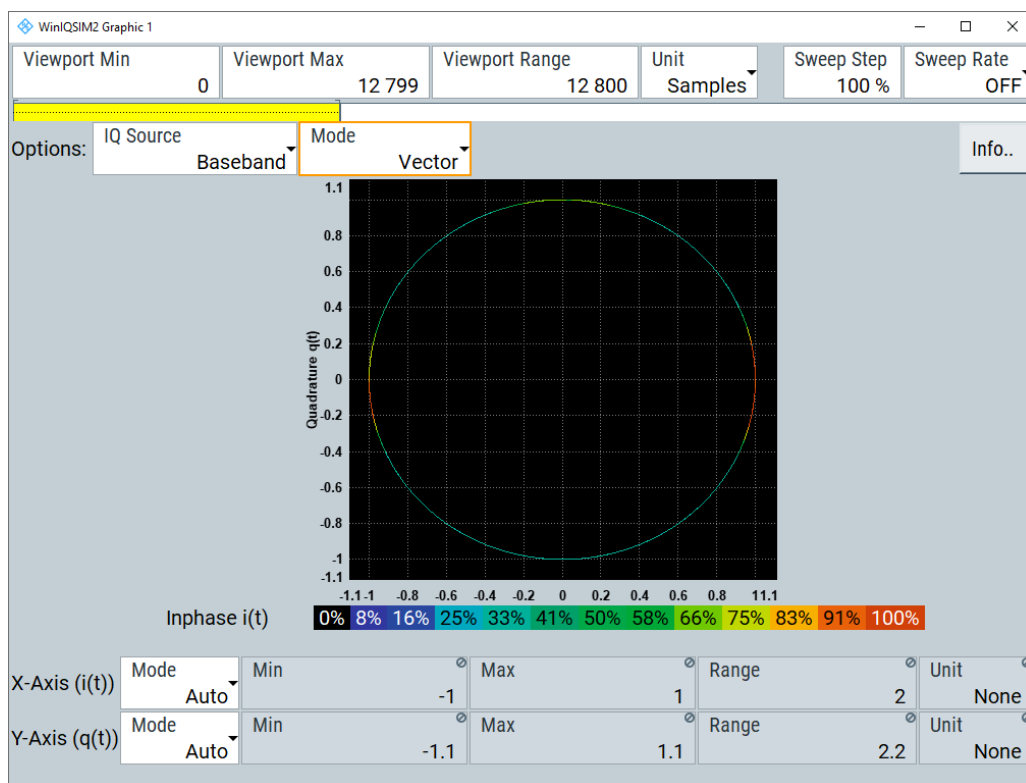 WinIQSIM2 Graphic 1
Viewport Min Viewport Max Viewport Range Unit Sweep Step Sweep Rate
0 12 799 12 800 Samples 100 % OFF
Options: IQ Source Mode Info..
Baseband Vector
1.1
0.8
0.6
0.4
0.2
0
-0.2
-0.4
-0.6
-0.8
-1
-1.1
Quadrature q(t)
-1.1 -1 -0.8 -0.6 -0.4 -0.2 0 0.2 0.4 0.6 0.8 11.1
Inphase i(t) 0% 8% 16% 25% 33% 41% 50% 58% 66% 75% 83% 91% 100%
X-Axis (i(t)) Mode Min Max Range Unit
Auto -1 1 2 None
Y-Axis (q(t)) Mode Min Max Range Unit
Auto -1.1 1.1 2.2 None